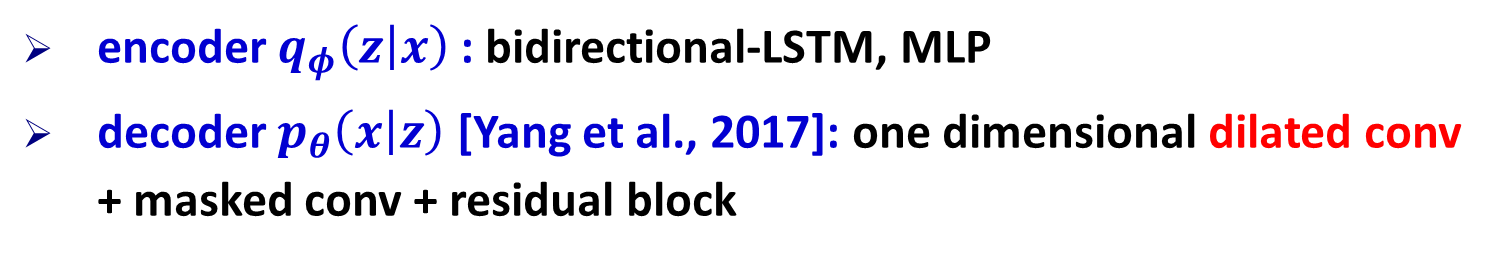 ➢ encoder qϕ(z|x) : bidirectional-LSTM, MLP
➢ decoder pθ(x|z) [Yang et al., 2017]: one dimensional dilated conv
+ masked conv + residual block